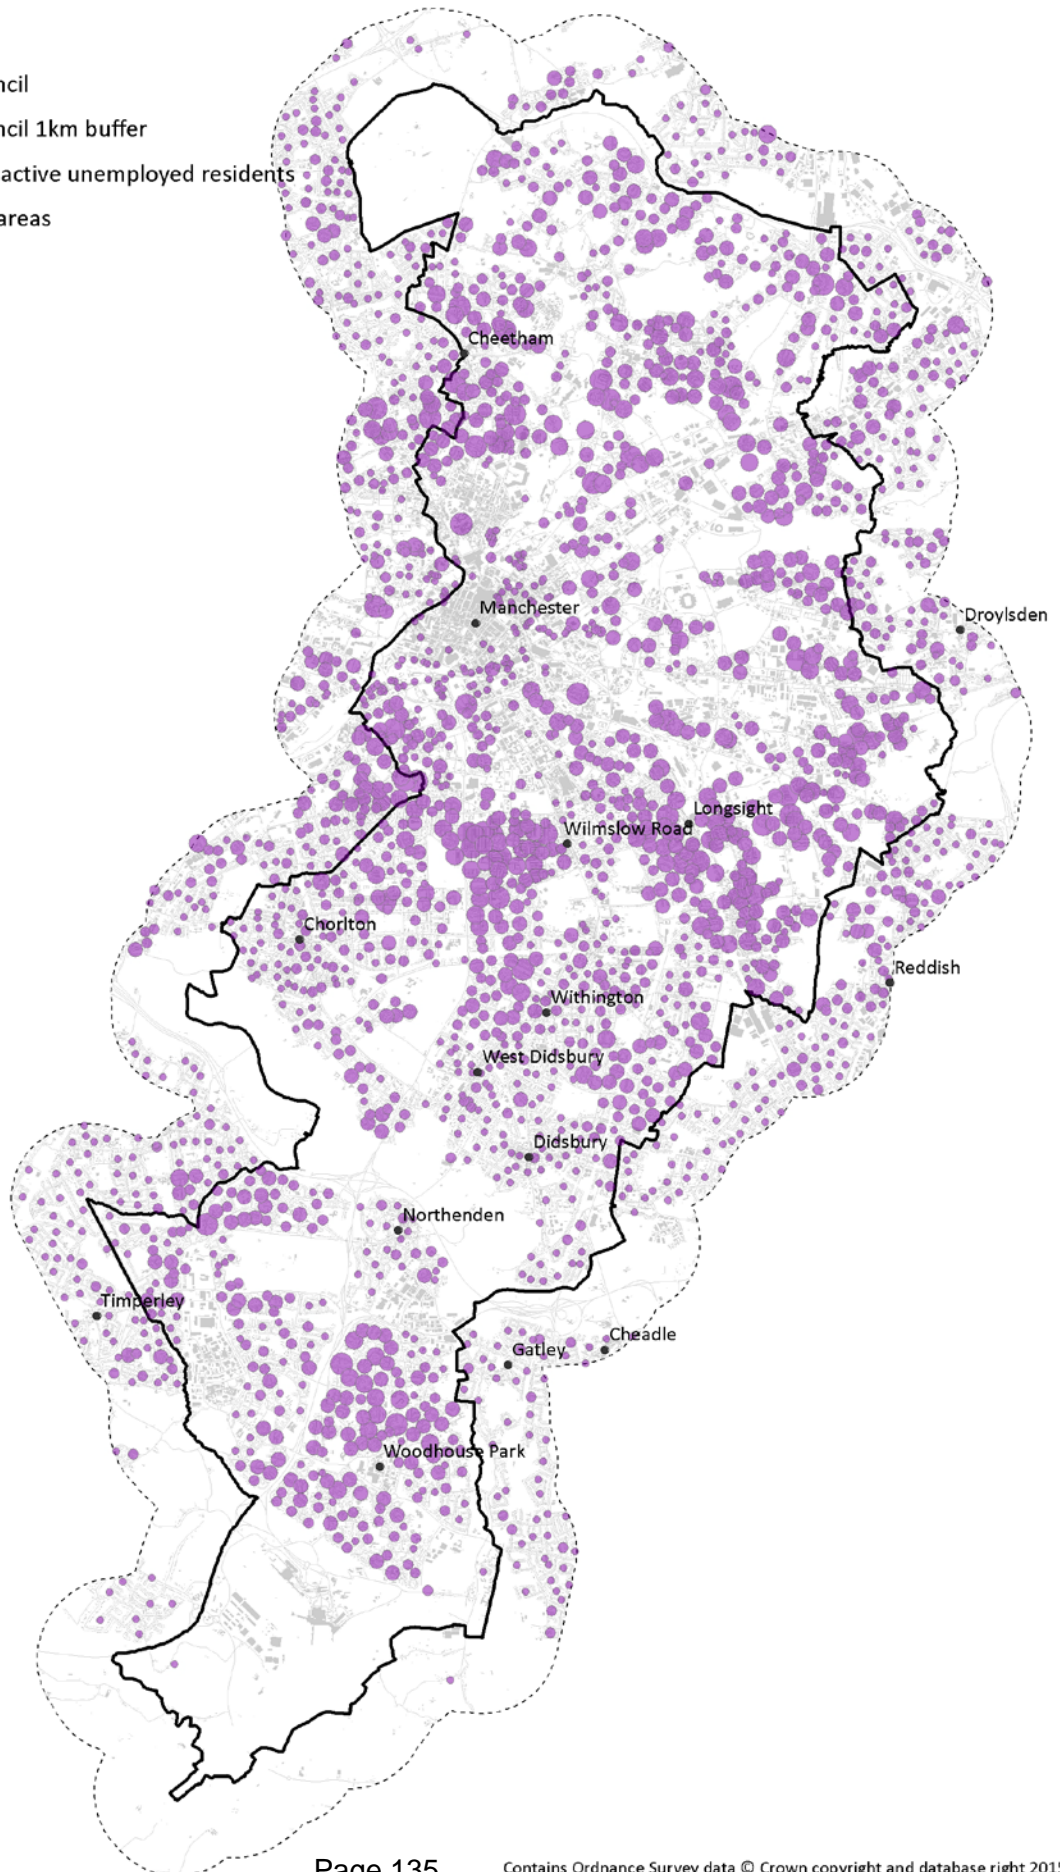 ncil
ncil 1km buffer
active unemployed residents
areas
Cheetham
Manchester
Droylsden
Longsight
Wilmslow Road
Chorlton
Reddish
Withington
West Didsbury
Didsbury
Northenden
Timperley
Cheadle
Gatley
Woodhouse Park
Page 135
Contains Ordnance Survey data © Crown copyright and database right 201